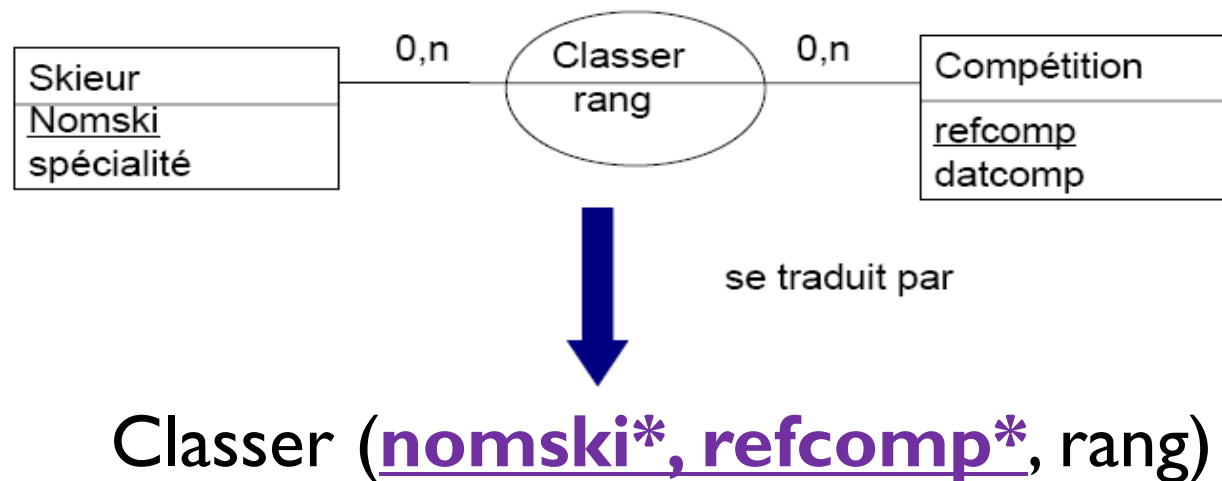 Skieur
Nomski
spécialité
0,n
Classer
rang
0,n
Compétition
refcomp
datcomp
se traduit par
Classer (nomski*, refcomp*, rang)